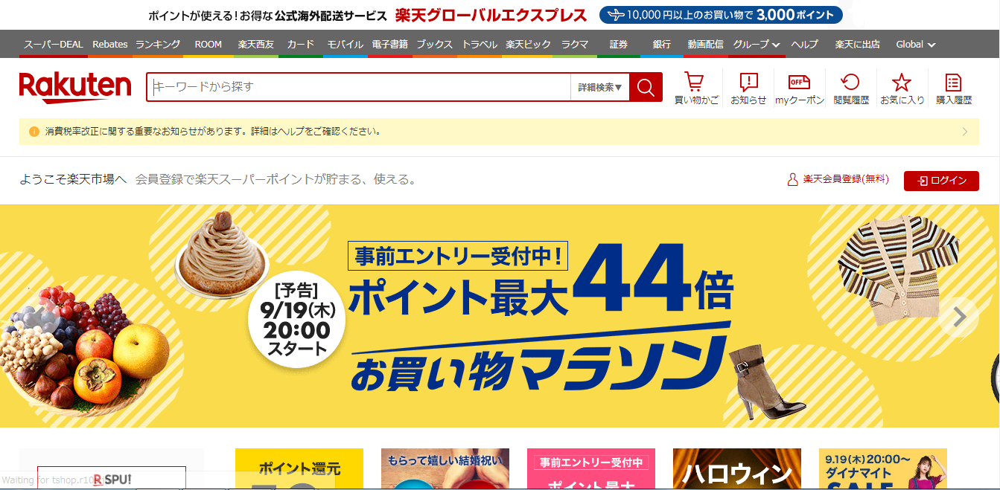 ポイントが使える!お得な公式海外配送サービス 楽天グローバルエクスプレス 10,000円以上のお買い物で3,000ポイント
スーパーDEAL Rebates ランキング ROOM 楽天西友 カード モバイル 電子書籍 ブックス トラベル 楽天ビック ラクマ 証券 銀行 動画配信 グループ ヘルプ 楽天に出店 Global
Rakuten キーワードから探す 詳細検索▼
買い物かご お知らせ OFF myクーポン 閲覧履歴 お気に入り 購入履歴
消費税率改正に関する重要なお知らせがあります。詳細はヘルプをご確認ください。
ようこそ楽天市場へ 会員登録で楽天スーパーポイントが貯まる、使える。 楽天会員登録(無料) ログイン
[予告]
9/19(木)
20:00
スタート
事前エントリー受付中!
ポイント最大44倍
お買い物マラソン
R SPU!
ポイント還元
もらって嬉しい結婚祝い
事前エントリー受付中
ポイント最大
ハロウィン
9.19(木)20:00〜
ダイナマイト
SALE
Waiting for tshop.r10